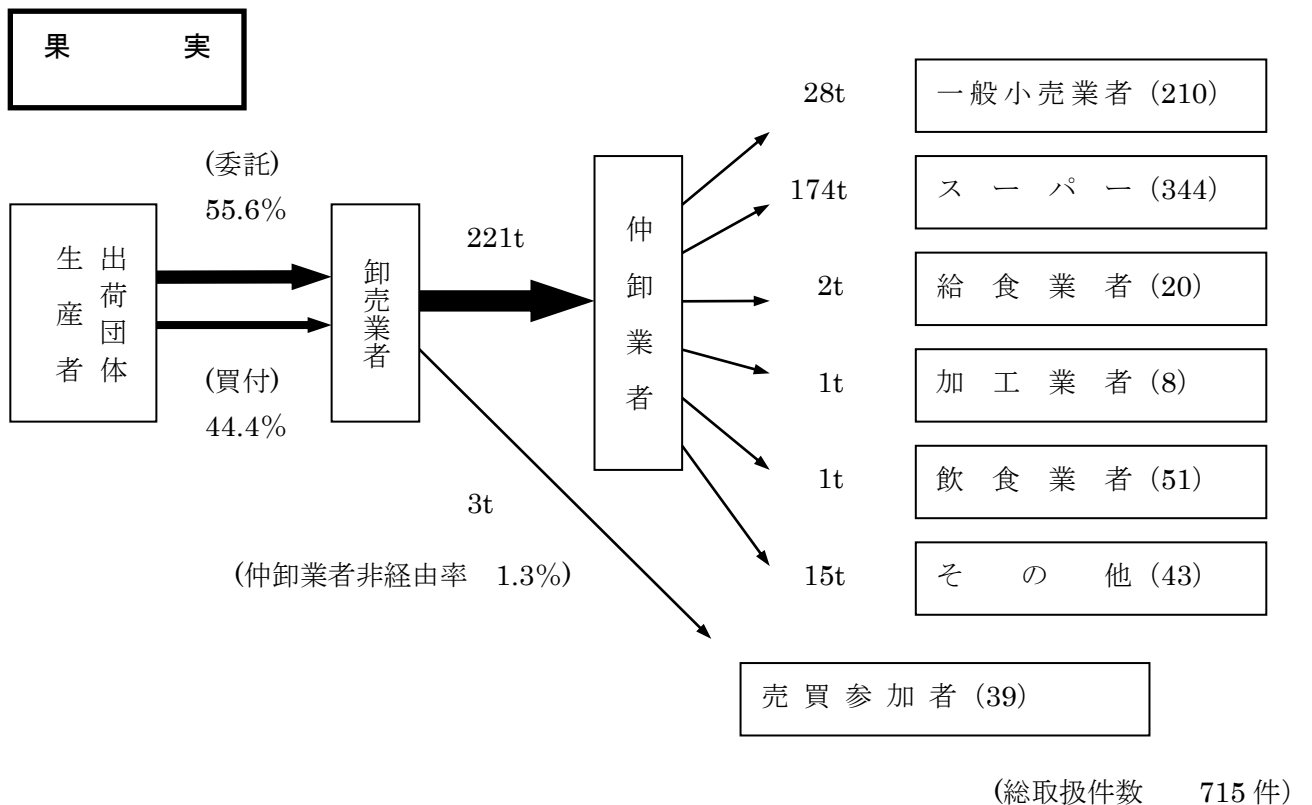 果 実
(委託)
55.6%
生産者
出荷団体
(買付)
44.4%
卸売業者
221t
3t
(仲卸業者非経由率 1.3%)
仲卸業者
28t
一般小売業者（210）
174t
スーパー（344）
2t
給食業者（20）
1t
加工業者（8）
1t
飲食業者（51）
15t
その他（43）
売買参加者（39）
(総取扱件数 715件)